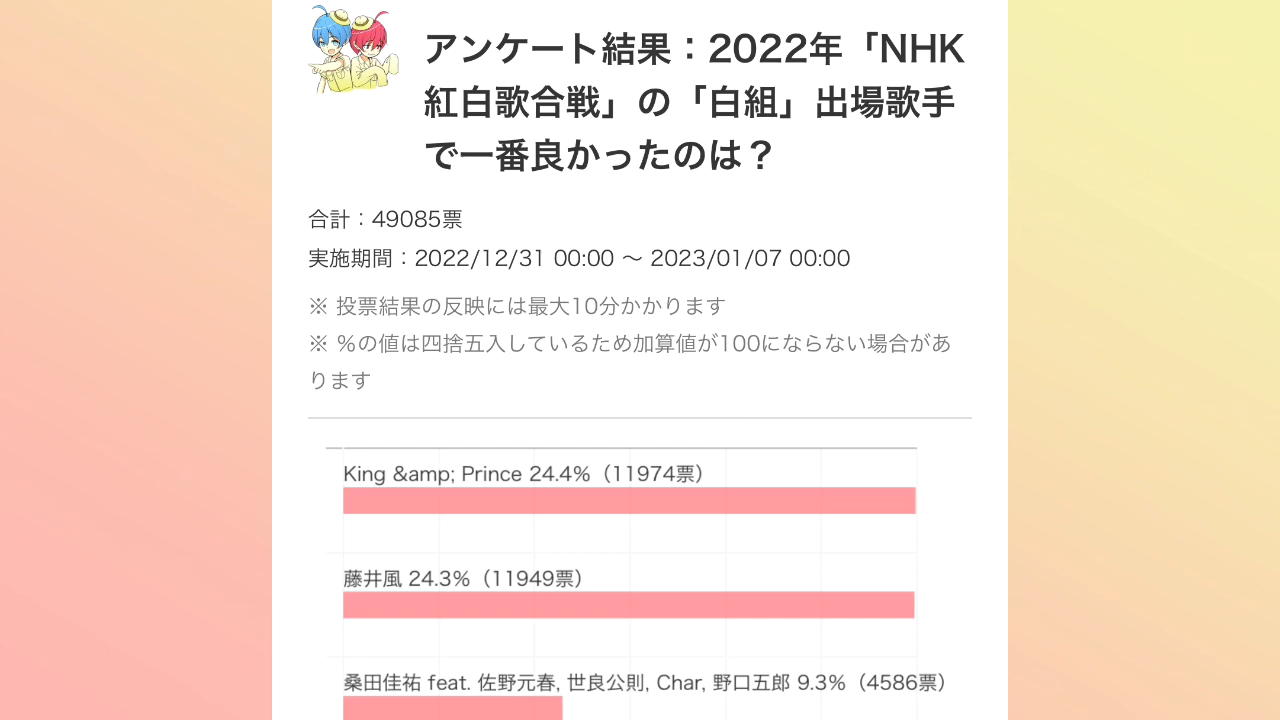 アンケート結果：2022年「NHK
紅白歌合戦」の「白組」出場歌手
で一番良かったのは？
合計：49085票
実施期間：2022/12/31 00:00 〜 2023/01/07 00:00
※ 投票結果の反映には最大10分かかります
※ %の値は四捨五入しているため加算値が100にならない場合があ
ります
King &amp; Prince 24.4%（11974票）
藤井風 24.3%（11949票）
桑田佳祐 feat. 佐野元春, 世良公則, Char, 野口五郎 9.3%（4586票）